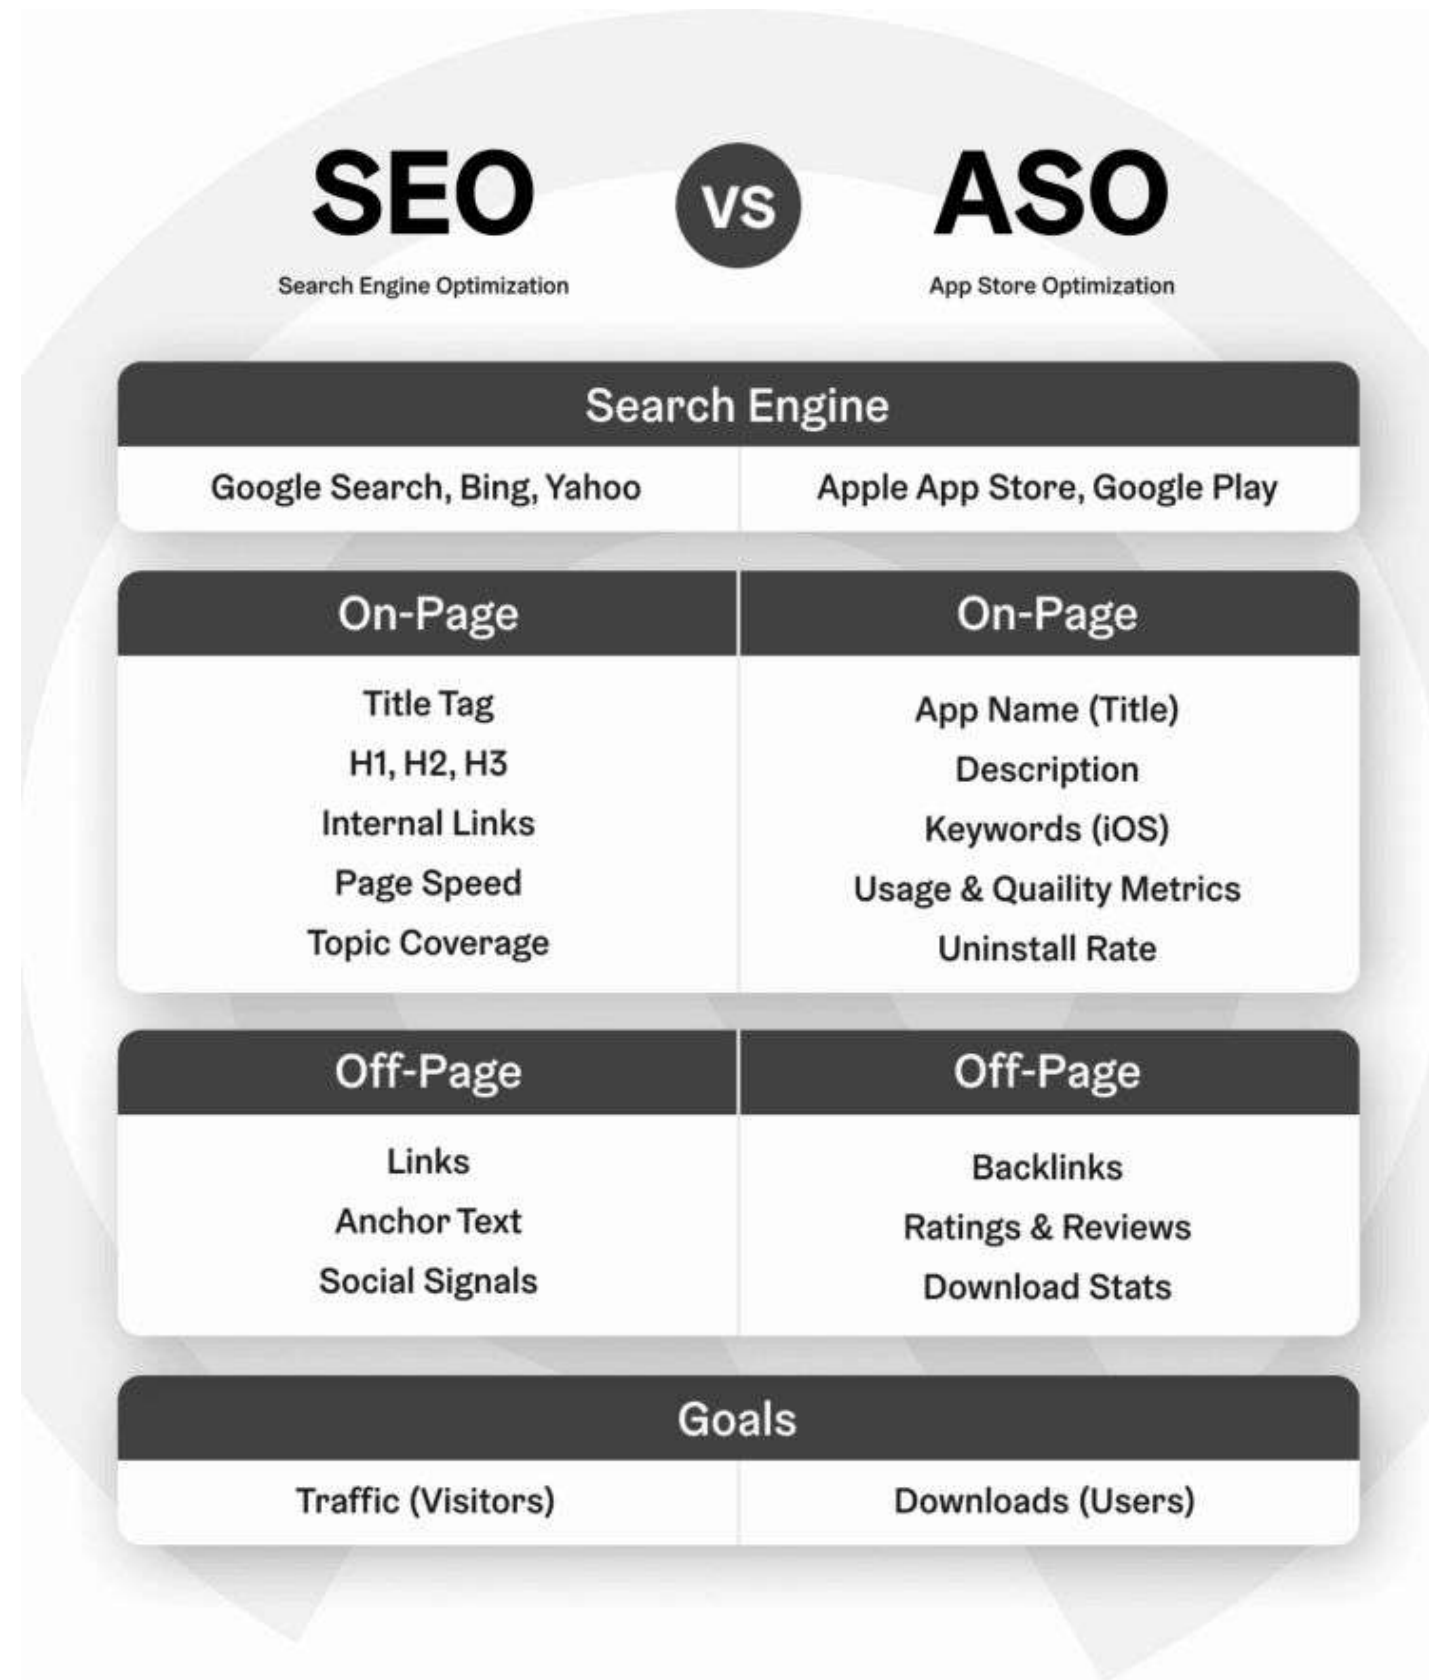 SEO
VS
ASO
Search Engine Optimization
App Store Optimization
Search Engine
Google Search, Bing, Yahoo
Apple App Store, Google Play
On-Page
Title Tag
H1, H2, H3
Internal Links
Page Speed
Topic Coverage
On-Page
App Name (Title)
Description
Keywords (iOS)
Usage & Quaility Metrics
Uninstall Rate
Off-Page
Links
Anchor Text
Social Signals
Off-Page
Backlinks
Ratings & Reviews
Download Stats
Goals
Traffic (Visitors)
Downloads (Users)